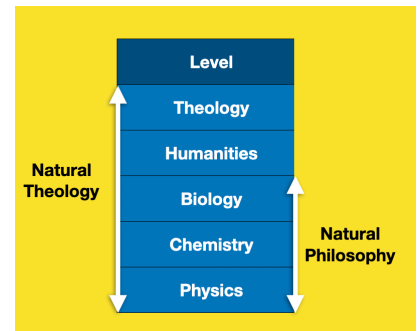 Level
Theology
Humanities
Biology
Chemistry
Physics
Natural
Theology
Natural
Philosophy